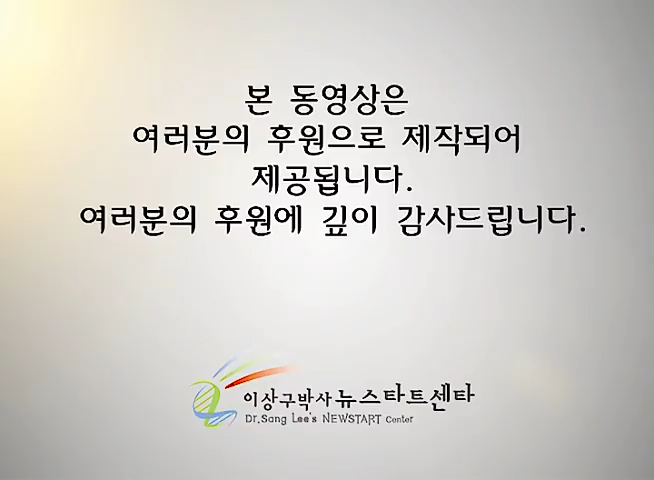 본 동영상은
여러분의 후원으로 제작되어
제공됩니다.
여러분의 후원에 깊이 감사드립니다.
이상구박사 뉴스타트센타
Dr.Sang Lee's NEWSTART Center